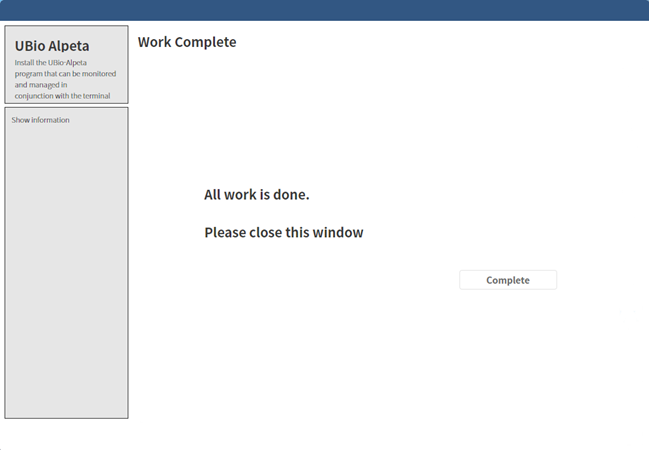 UBio Alpeta
Install the UBio-Alpeta
program that can be monitored
and managed in
conjunction with the terminal
Show information
Work Complete
All work is done.
Please close this window
Complete